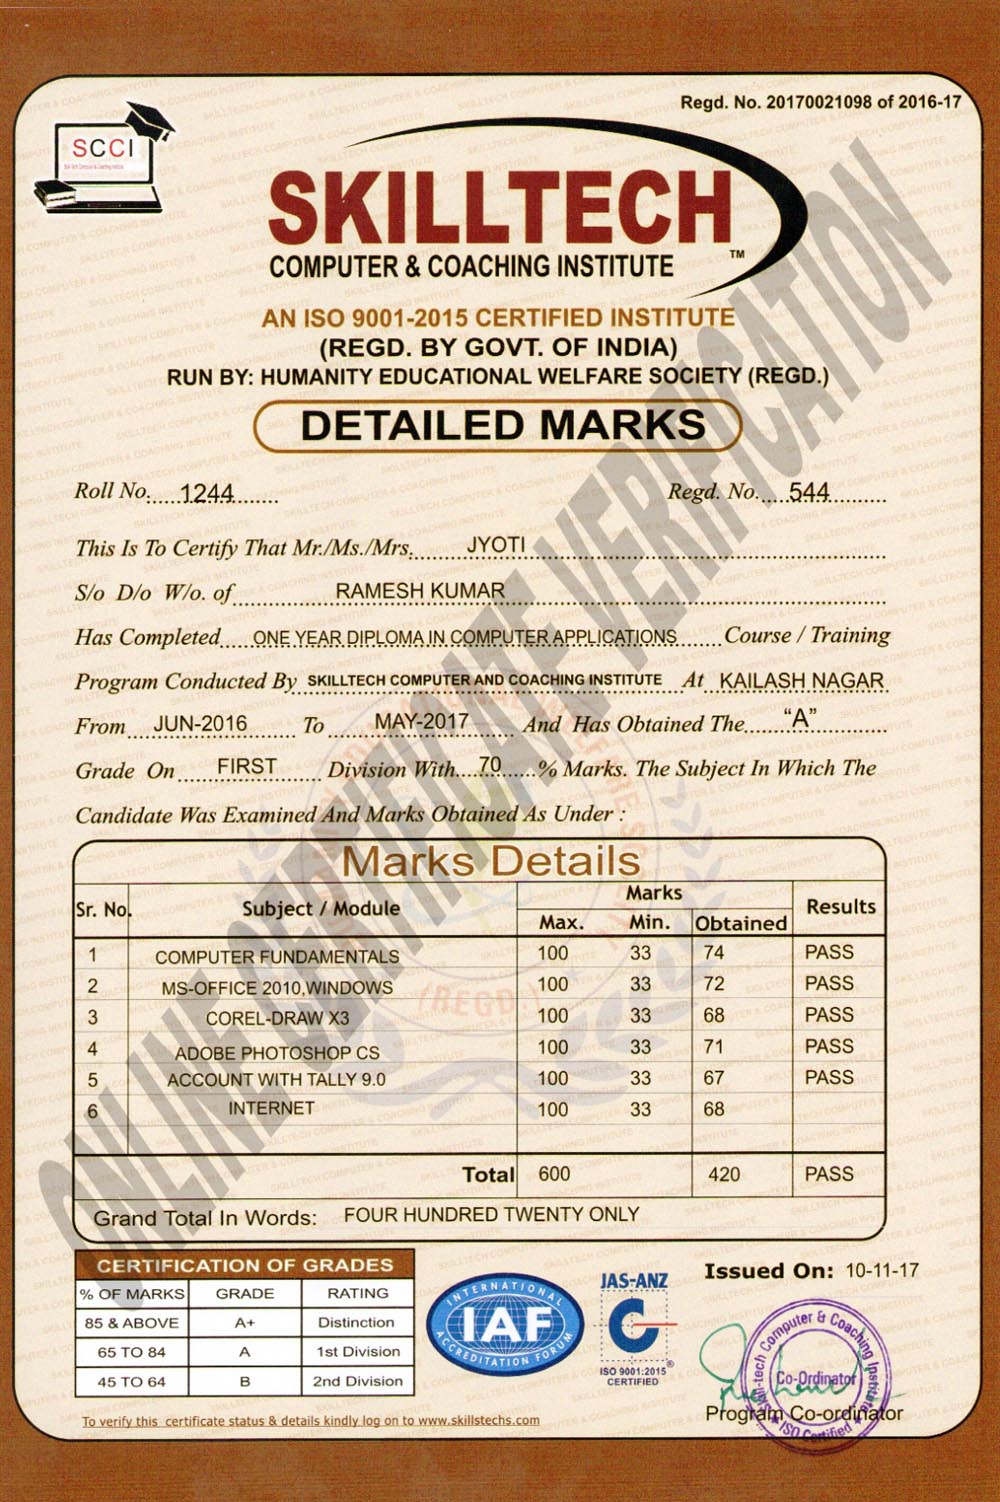 Regd. No. 20170021098 of 2016-17
SCCI
SKILLTECH
COMPUTER & COACHING INSTITUTE ™
AN ISO 9001-2015 CERTIFIED INSTITUTE
(REGD. BY GOVT. OF INDIA)
RUN BY: HUMANITY EDUCATIONAL WELFARE SOCIETY (REGD.)
DETAILED MARKS
Roll No. 1244 Regd. No. 544
This Is To Certify That Mr./Ms./Mrs. JYOTI
S/o D/o W/o. of RAMESH KUMAR
Has Completed ONE YEAR DIPLOMA IN COMPUTER APPLICATIONS Course / Training
Program Conducted By SKILLTECH COMPUTER AND COACHING INSTITUTE At KAILASH NAGAR
From JUN-2016 To MAY-2017 And Has Obtained The "A"
Grade On FIRST Division With 70 % Marks. The Subject In Which The
Candidate Was Examined And Marks Obtained As Under :
Marks Details
Sr. No. Subject / Module Marks Results
Max. Min. Obtained
1 COMPUTER FUNDAMENTALS 100 33 74 PASS
2 MS-OFFICE 2010,WINDOWS 100 33 72 PASS
3 COREL-DRAW X3 100 33 68 PASS
4 ADOBE PHOTOSHOP CS 100 33 71 PASS
5 ACCOUNT WITH TALLY 9.0 100 33 67 PASS
6 INTERNET 100 33 68
Total 600 420 PASS
Grand Total In Words: FOUR HUNDRED TWENTY ONLY
CERTIFICATION OF GRADES
% OF MARKS GRADE RATING
85 & ABOVE A+ Distinction
65 TO 84 A 1st Division
45 TO 64 B 2nd Division
To verify this certificate status & details kindly log on to www.skillstechs.com
INTERNATIONAL
IAF
ACCREDITATION FORUM
JAS-ANZ
C
®
ISO 9001:2015
CERTIFIED
Issued On: 10-11-17
Skill-tech Computer & Coaching Institute
Co-Ordinator
ISO Certified
Program Co-ordinator
ONLINE CERTIFICATE VERIFICATION
(REGD.)